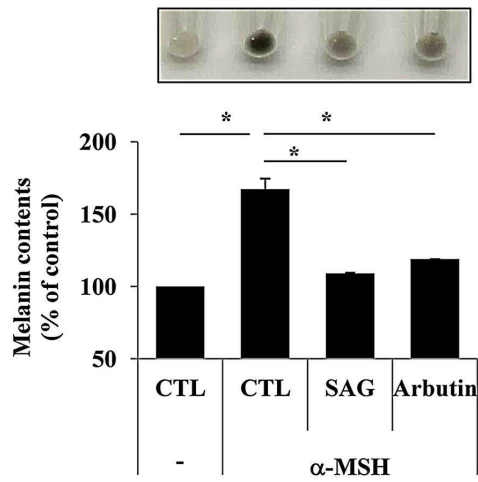 * *
*
200
150
100
50
Melanin contents
(% of control)
CTL CTL SAG Arbutin
- α-MSH